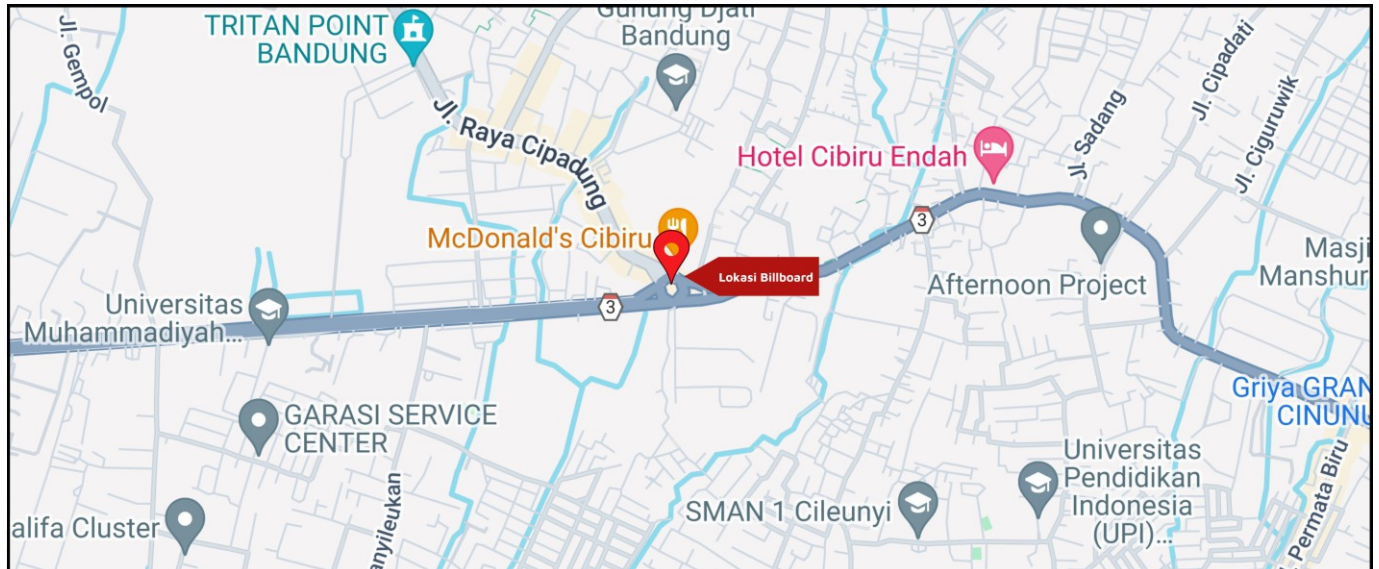 TRITAN POINT
BANDUNG
Gunung Djati
Bandung
Jl. Gempol
Jl. Raya Cipadung
Jl. Cipadati
Jl. Sadang
Jl. Ciguruwik
Hotel Cibiru Endah
3
McDonald's Cibiru
Lokasi Billboard
Masji
Manshur
Afternoon Project
3
Universitas
Muhammadiyah...
Griya GRAN
CINUNU
GARASI SERVICE
CENTER
Universitas
Pendidikan
Indonesia
(UPI)...
SMAN 1 Cileunyi
alifa Cluster
anyileukan
. Permata Biru